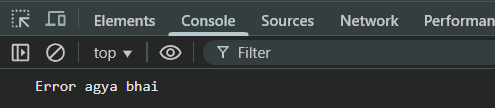 Elements Console Sources Network Performan
top Filter
Error agya bhai